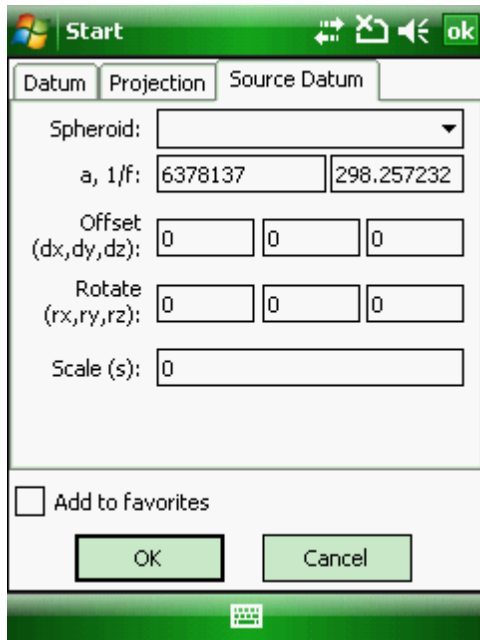 Start ok
Datum Projection Source Datum
Spheroid:
a, 1/f: 6378137 298.257232
Offset
(dx,dy,dz): 0 0 0
Rotate
(rx,ry,rz): 0 0 0
Scale (s): 0
Add to favorites
OK Cancel